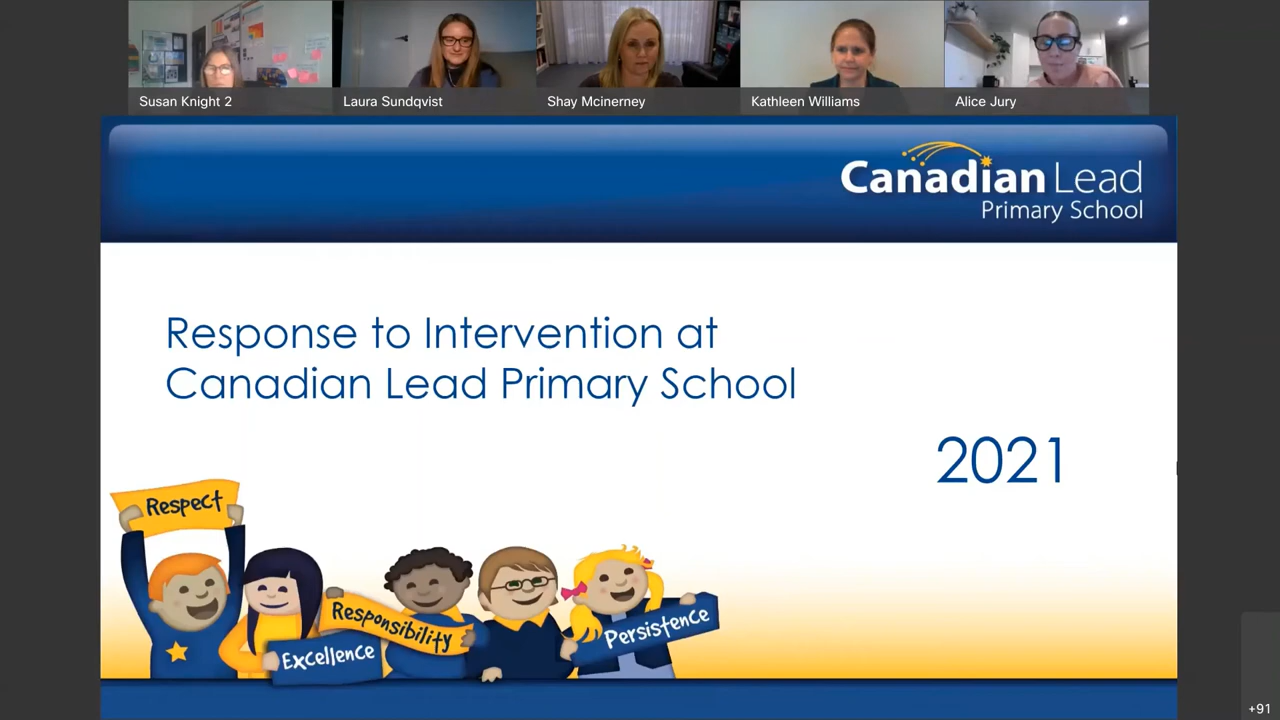 Susan Knight 2
Laura Sundqvist
Shay Mcinerney
Kathleen Williams
Alice Jury
Canadian Lead
Primary School
Response to Intervention at
Canadian Lead Primary School
2021
Respect
Responsibility
Excellence
Persistence
+91